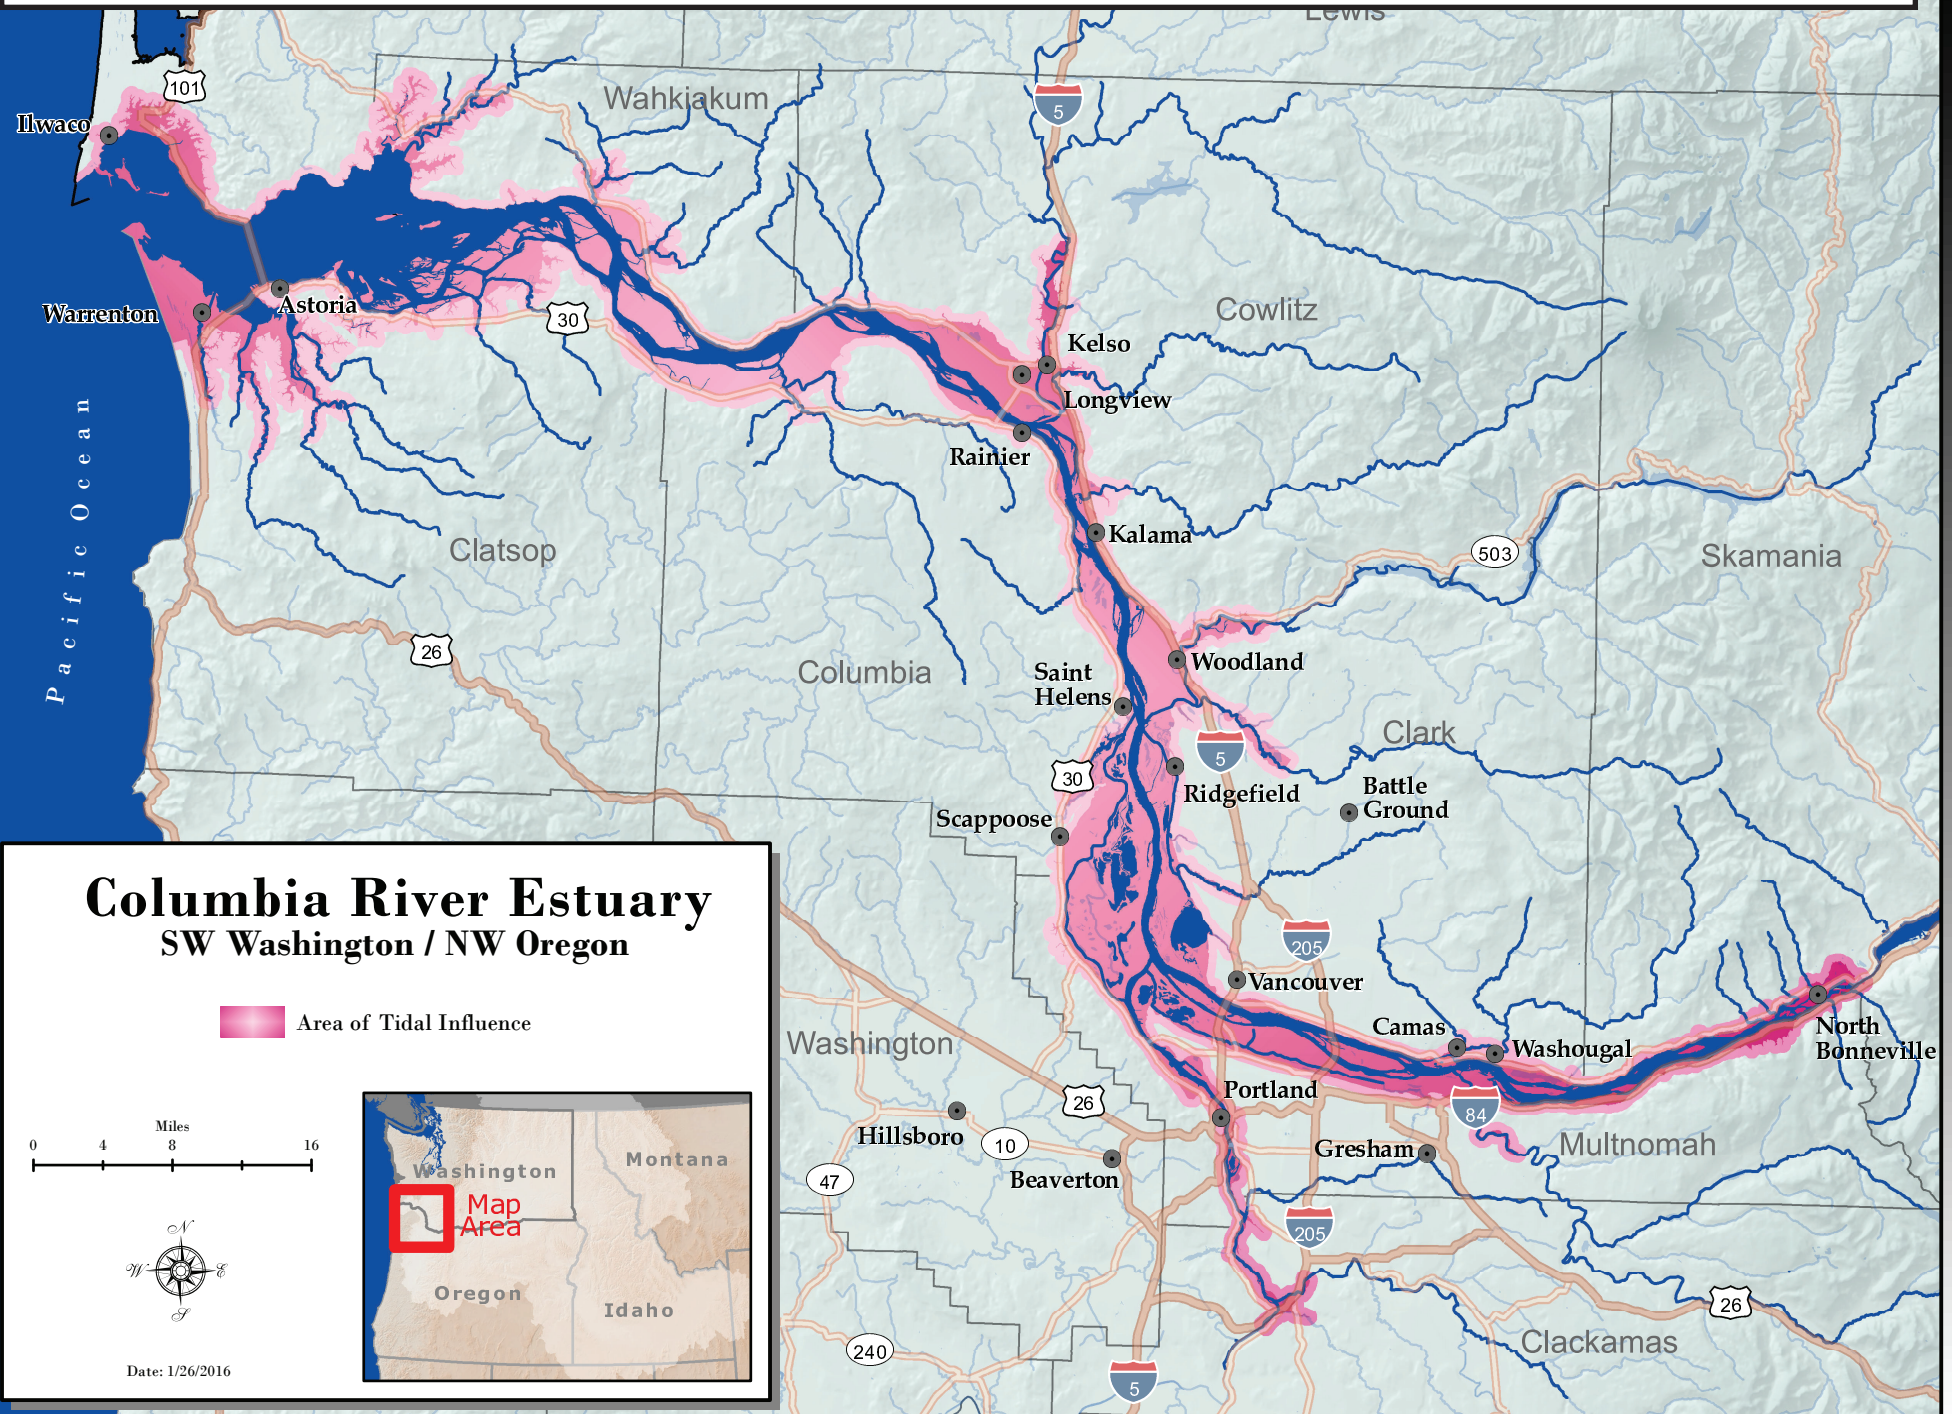 Lewis
101
Wahkiakum
5
Ilwaco
Warrenton
Astoria
30
Cowlitz
Kelso
Longview
Rainier
Kalama
Clatsop
503
Skamania
Pacific Ocean
26
Columbia
Saint
Helens
Woodland
Clark
5
30
Ridgefield
Battle
Ground
Scappoose
205
Vancouver
Camas
Washougal
North
Bonneville
Washington
Portland
26
84
Hillsboro
10
Gresham
Multnomah
Beaverton
47
205
26
Clackamas
240
5
Columbia River Estuary
SW Washington / NW Oregon
Area of Tidal Influence
Miles
0 4 8 16
N
W E
S
Date: 1/26/2016
Washington
Montana
Map
Area
Oregon
Idaho